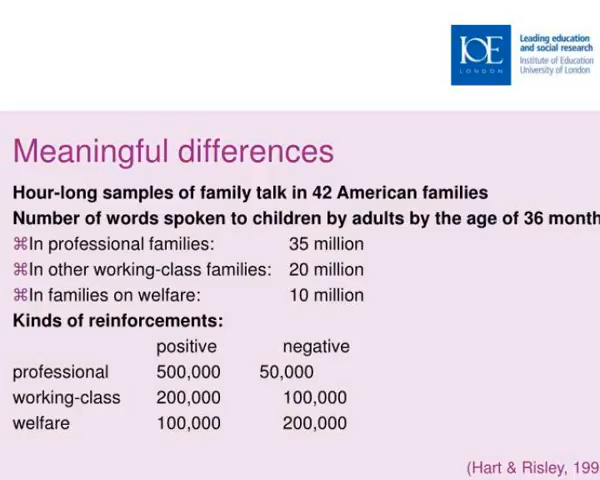 IOE
LONDON
Leading education
and social research
Institute of Education
University of London
Meaningful differences
Hour-long samples of family talk in 42 American families
Number of words spoken to children by adults by the age of 36 month
⌘In professional families: 35 million
⌘In other working-class families: 20 million
⌘In families on welfare: 10 million
Kinds of reinforcements:
positive negative
professional 500,000 50,000
working-class 200,000 100,000
welfare 100,000 200,000
(Hart & Risley, 199